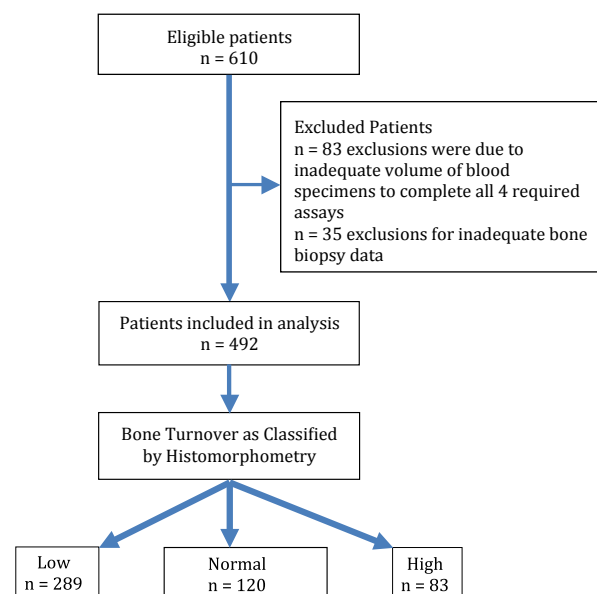 Eligible patients
n = 610
Excluded Patients
n = 83 exclusions were due to
inadequate volume of blood
specimens to complete all 4 required
assays
n = 35 exclusions for inadequate bone
biopsy data
Patients included in analysis
n = 492
Bone Turnover as Classified
by Histomorphometry
Low
n = 289
Normal
n = 120
High
n = 83